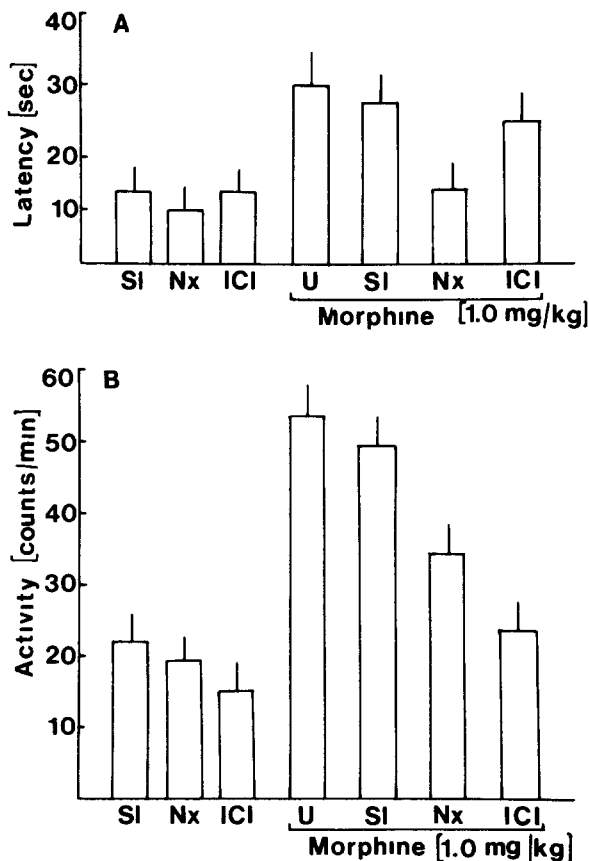 A
Latency [sec]
40
30
20
10
SI Nx ICI U SI Nx ICI
Morphine [1.0 mg/kg]
B
Activity [counts/min]
60
50
40
30
20
10
SI Nx ICI U SI Nx ICI
Morphine [1.0 mg/kg]